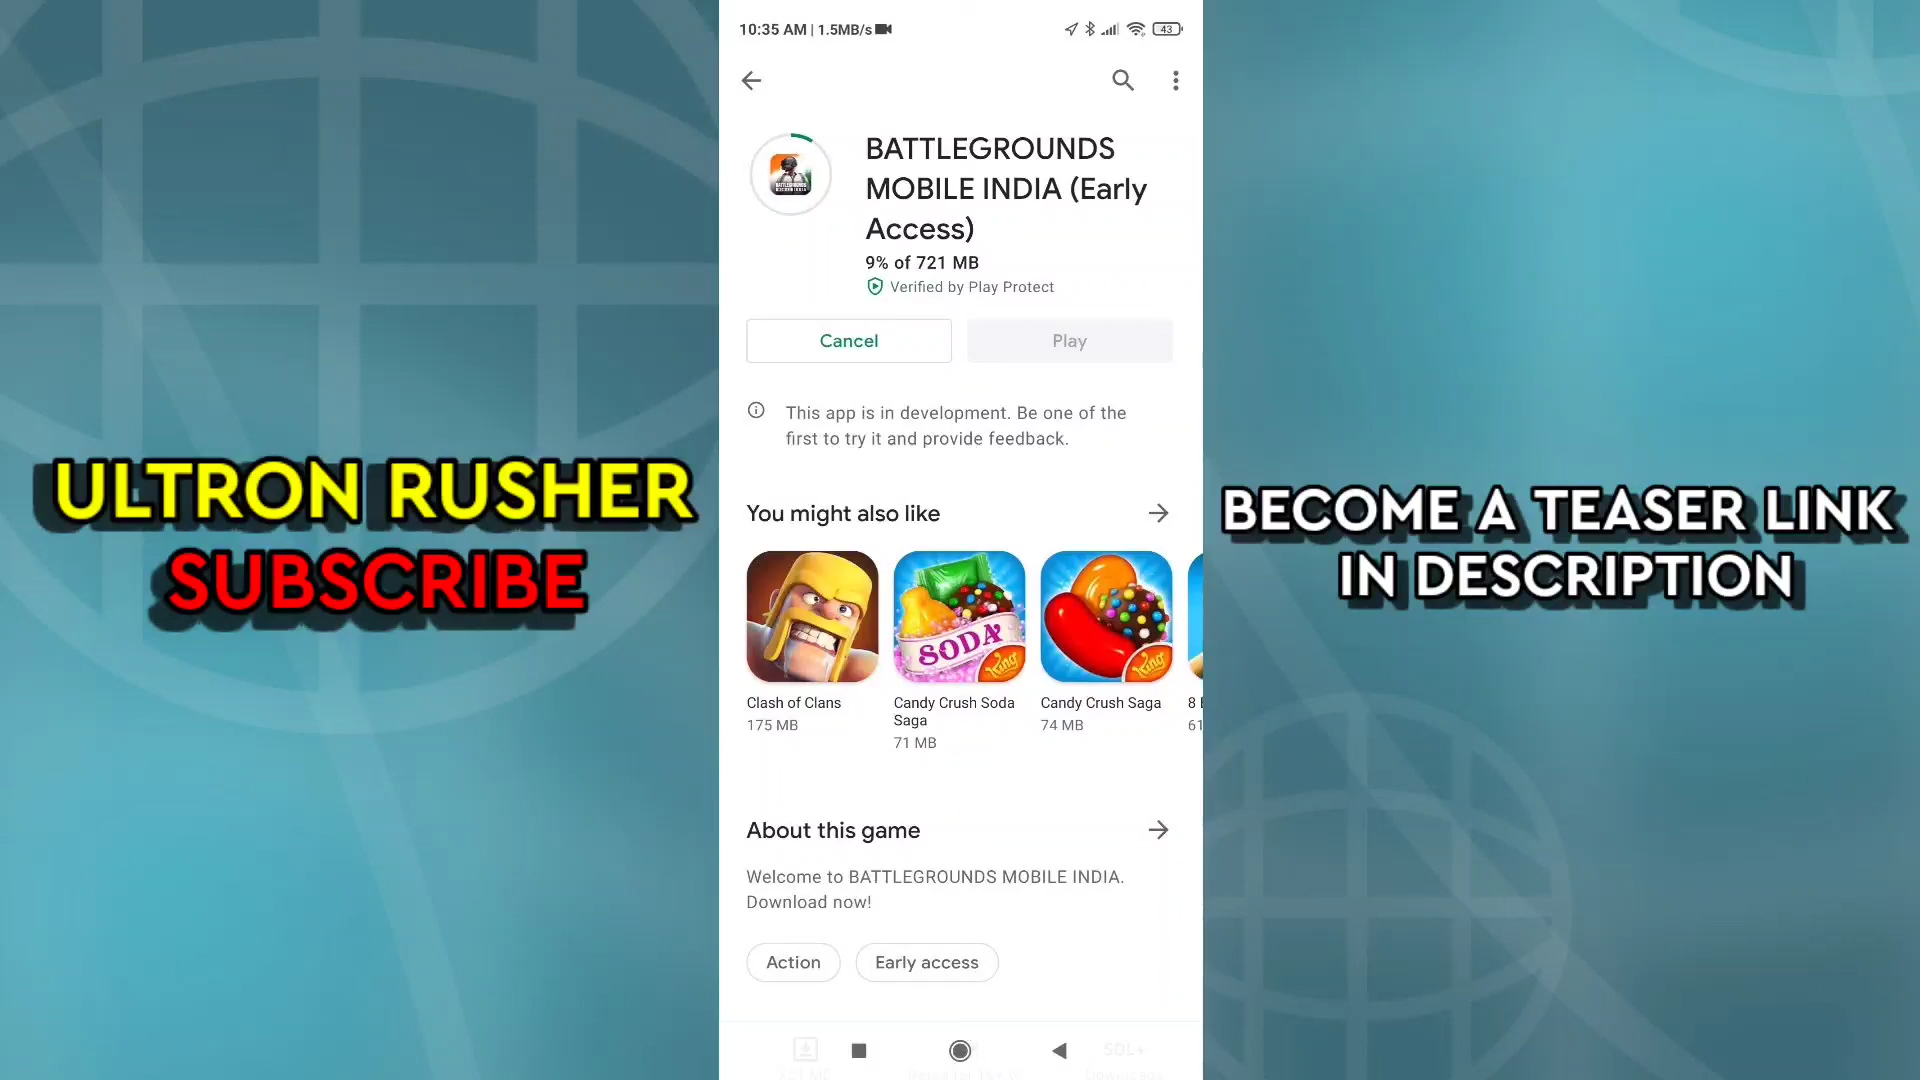 10:35 AM | 1.5MB/s
43
BATTLEGROUNDS
MOBILE INDIA (Early
Access)
9% of 721 MB
Verified by Play Protect
Cancel
Play
This app is in development. Be one of the
first to try it and provide feedback.
ULTRON RUSHER
SUBSCRIBE
BECOME A TEASER LINK
IN DESCRIPTION
You might also like
SODA
King
King
Clash of Clans
175 MB
Candy Crush Soda
Saga
71 MB
Candy Crush Saga
74 MB
8
61
About this game
Welcome to BATTLEGROUNDS MOBILE INDIA.
Download now!
Action
Early access